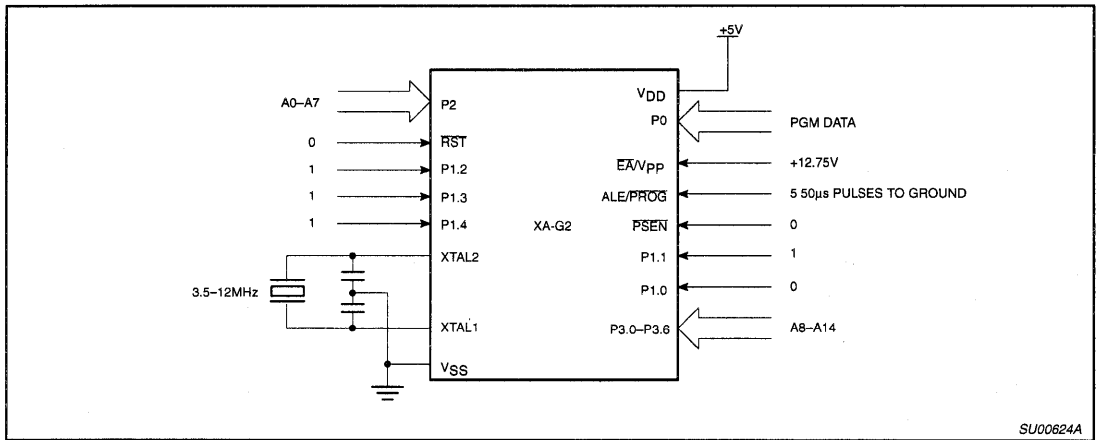 +5V
A0–A7
P2
VDD
P0
PGM DATA
0
RST
1
P1.2
EA/VPP
+12.75V
1
P1.3
ALE/PROG
5 50µs PULSES TO GROUND
1
P1.4
XA-G2
PSEN
0
XTAL2
P1.1
1
3.5–12MHz
P1.0
0
XTAL1
P3.0–P3.6
A8–A14
VSS
SU00624A